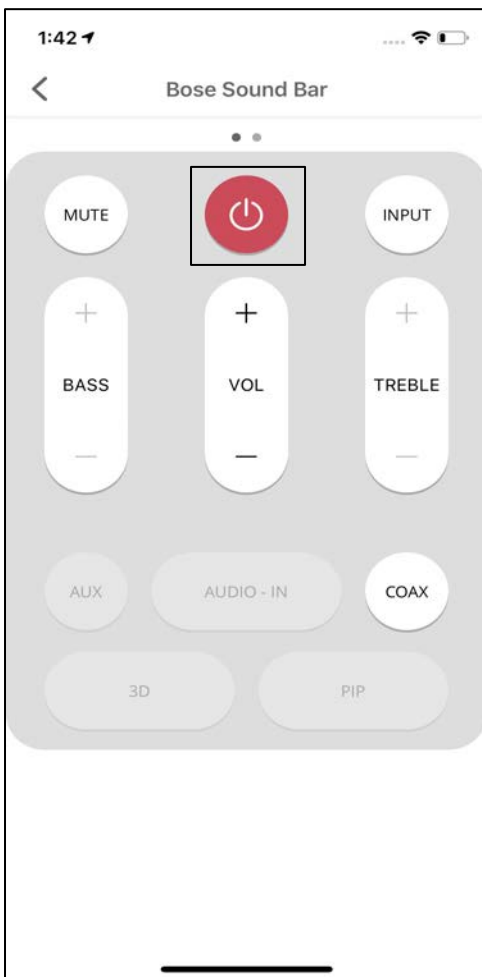 1:42
Bose Sound Bar
MUTE
INPUT
BASS
VOL
TREBLE
AUX
AUDIO - IN
COAX
3D
PIP